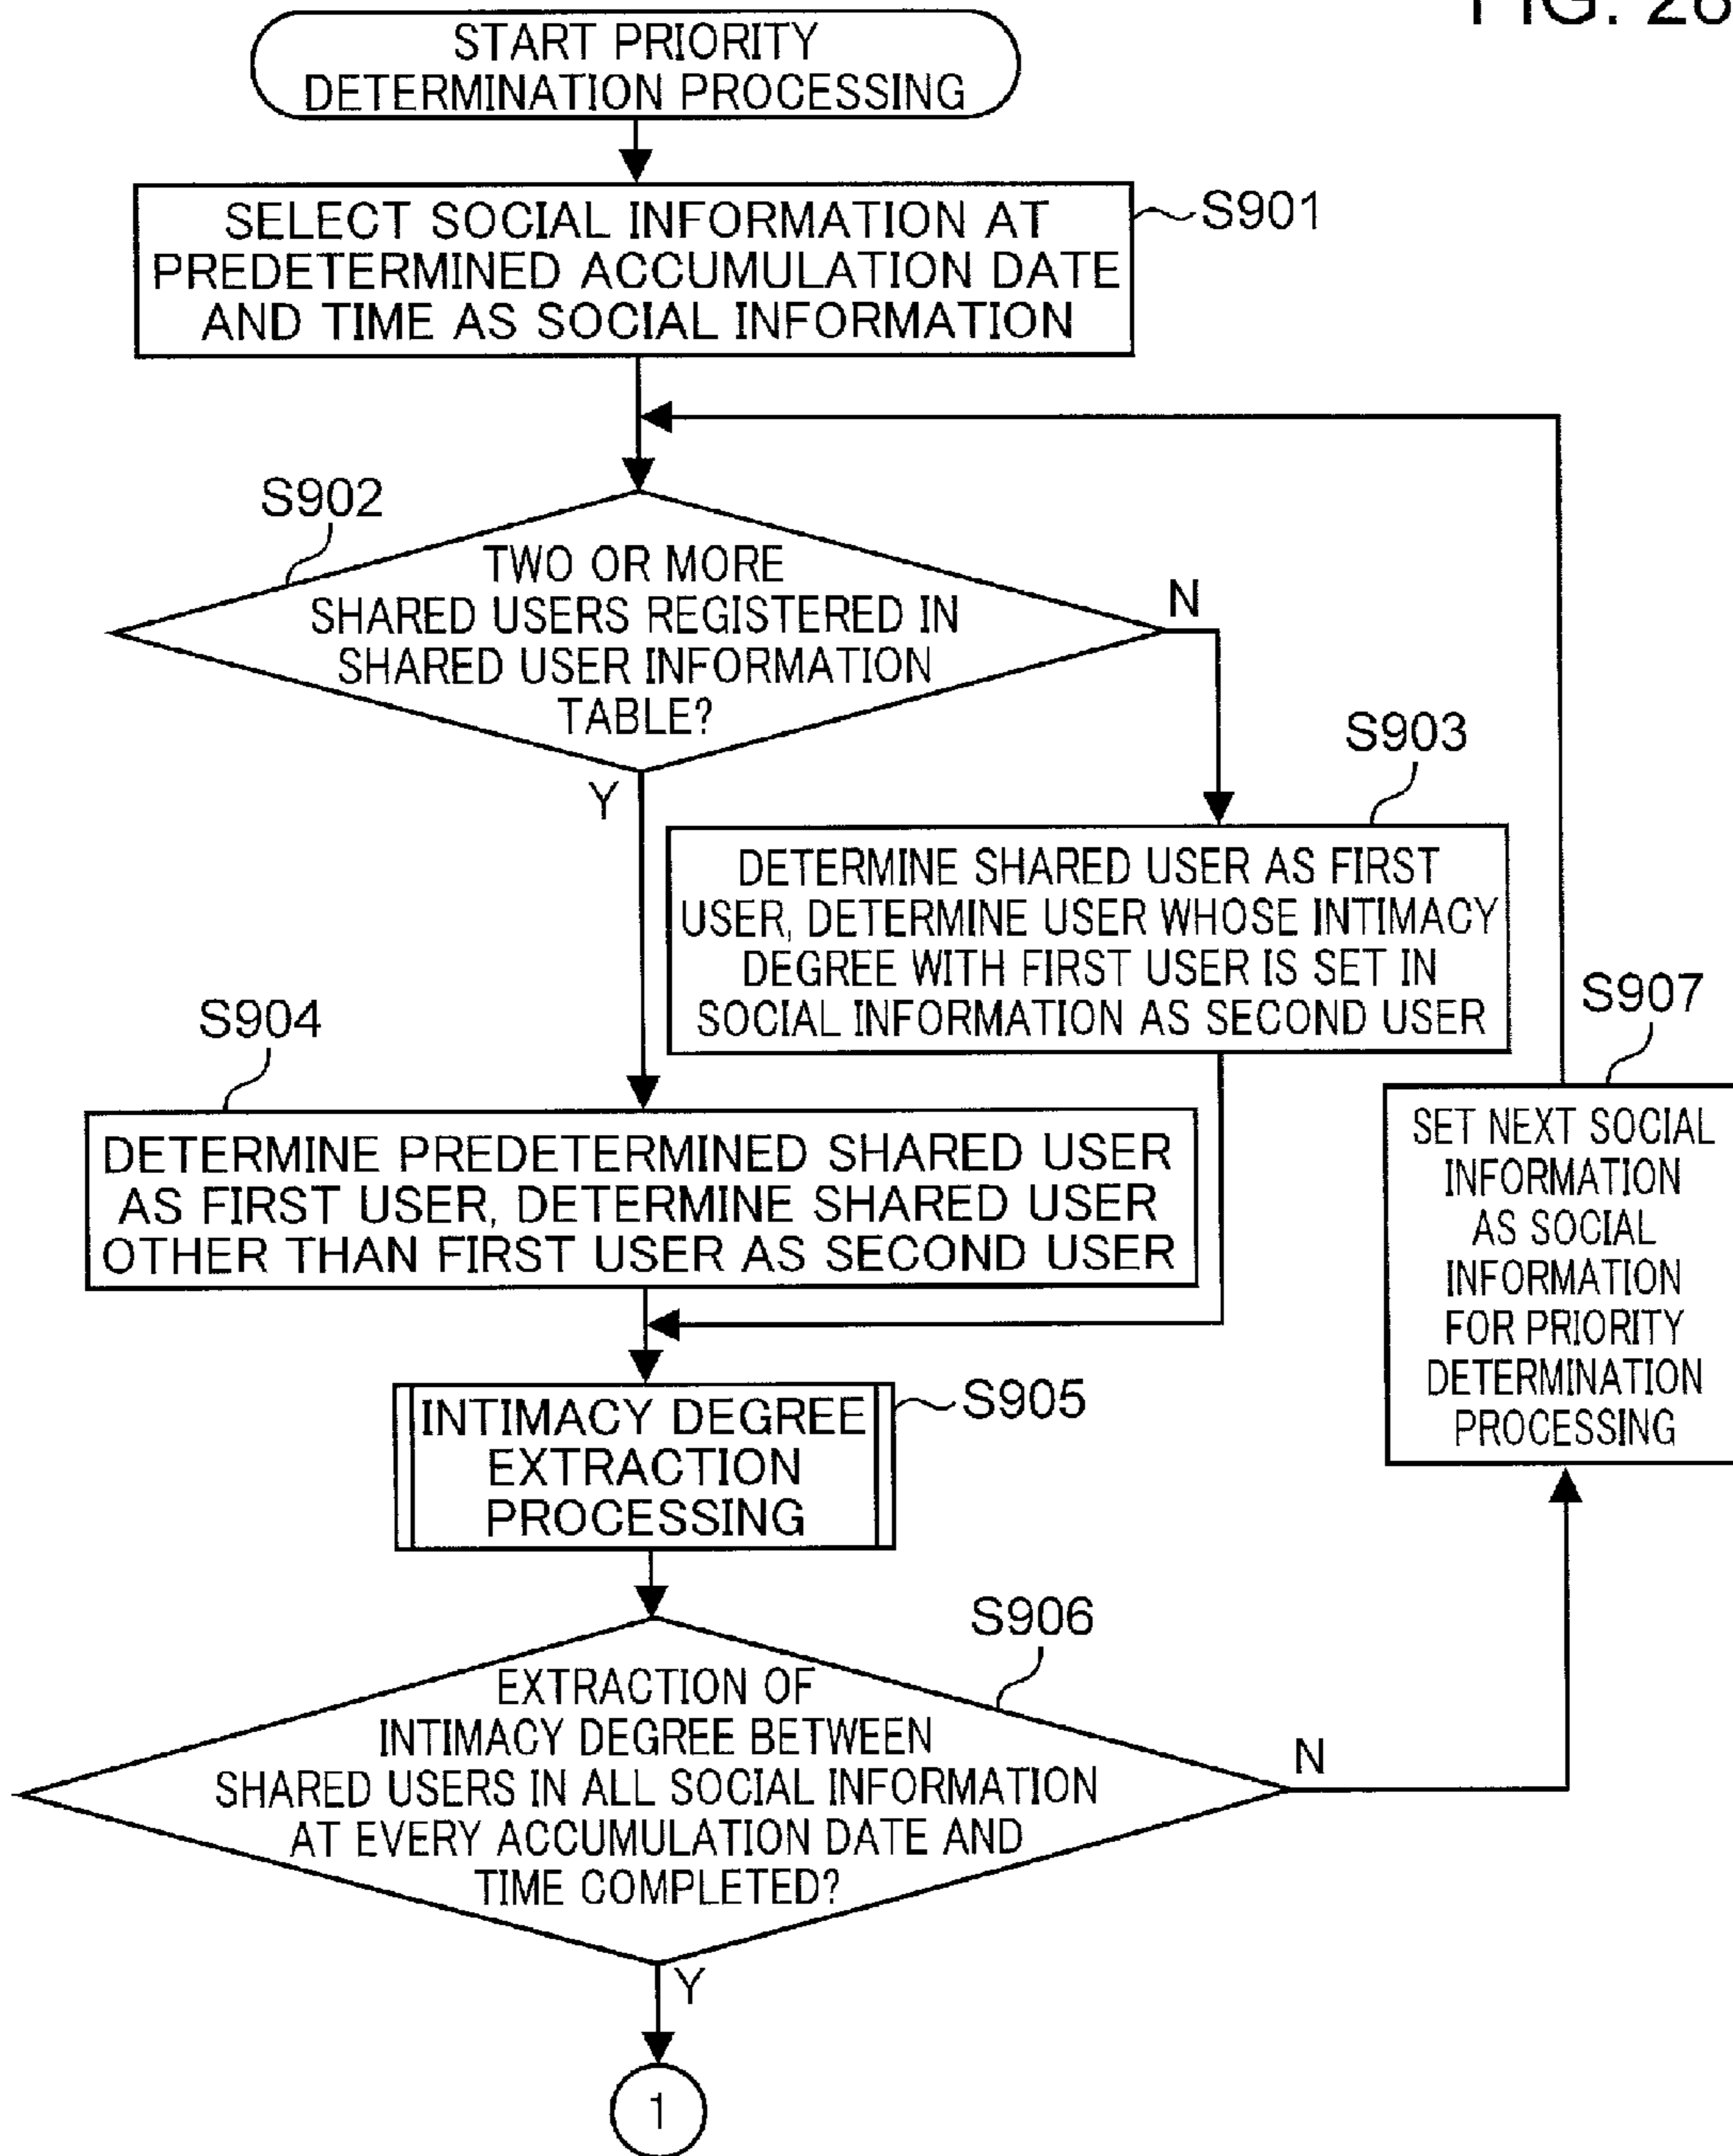 FIG. 28
START PRIORITY
DETERMINATION PROCESSING
SELECT SOCIAL INFORMATION AT
PREDETERMINED ACCUMULATION DATE
AND TIME AS SOCIAL INFORMATION
S901
S902
TWO OR MORE
SHARED USERS REGISTERED IN
SHARED USER INFORMATION
TABLE?
N
Y
S903
DETERMINE SHARED USER AS FIRST
USER, DETERMINE USER WHOSE INTIMACY
DEGREE WITH FIRST USER IS SET IN
SOCIAL INFORMATION AS SECOND USER
S904
DETERMINE PREDETERMINED SHARED USER
AS FIRST USER, DETERMINE SHARED USER
OTHER THAN FIRST USER AS SECOND USER
S907
SET NEXT SOCIAL
INFORMATION
AS SOCIAL
INFORMATION
FOR PRIORITY
DETERMINATION
PROCESSING
INTIMACY DEGREE
EXTRACTION
PROCESSING
S905
S906
EXTRACTION OF
INTIMACY DEGREE BETWEEN
SHARED USERS IN ALL SOCIAL INFORMATION
AT EVERY ACCUMULATION DATE AND
TIME COMPLETED?
N
Y
1